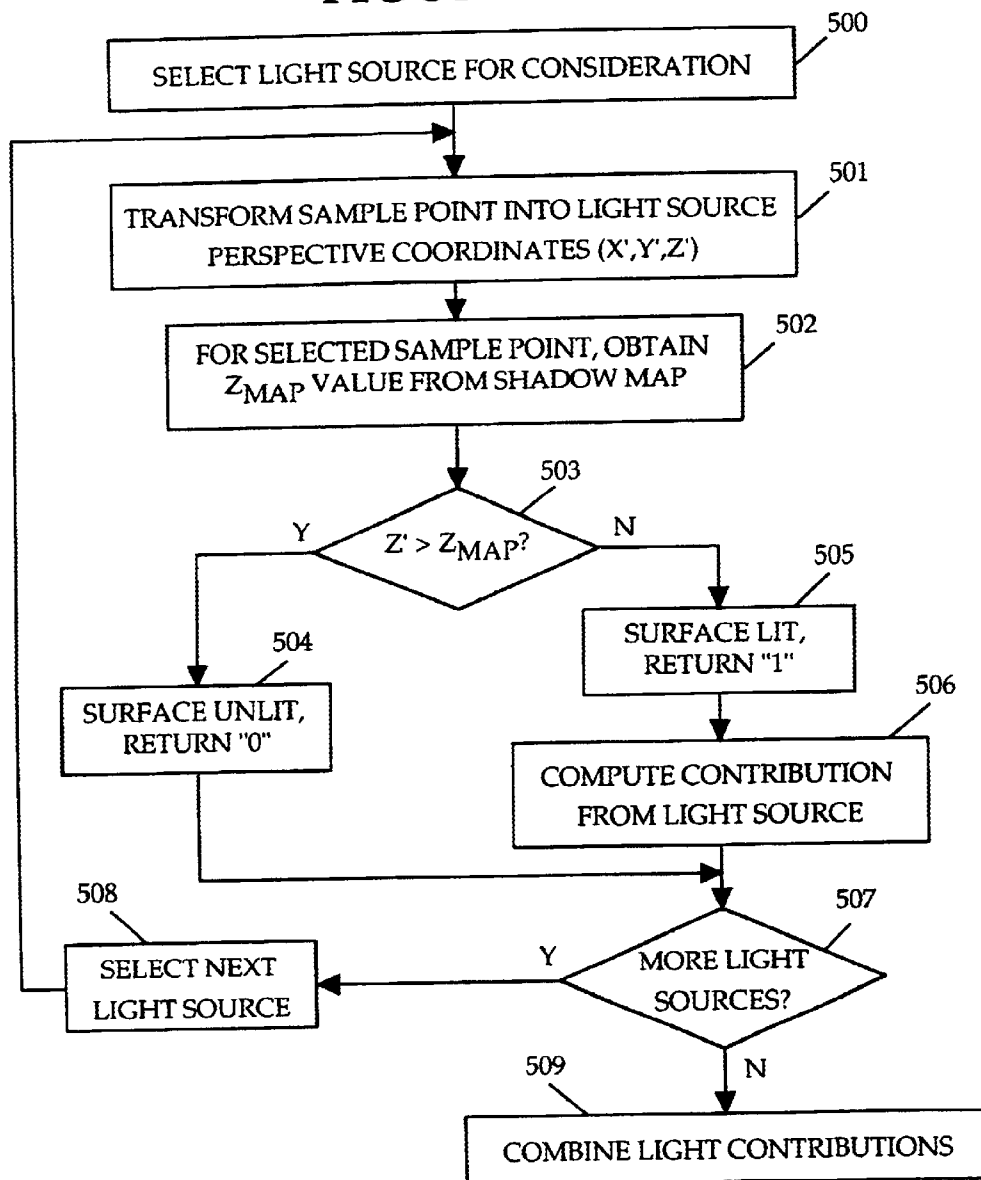 500
SELECT LIGHT SOURCE FOR CONSIDERATION
501
TRANSFORM SAMPLE POINT INTO LIGHT SOURCE
PERSPECTIVE COORDINATES (X',Y',Z')
502
FOR SELECTED SAMPLE POINT, OBTAIN
ZMAP VALUE FROM SHADOW MAP
503
Y
Z' > ZMAP?
N
505
SURFACE LIT,
RETURN "1"
504
SURFACE UNLIT,
RETURN "0"
506
COMPUTE CONTRIBUTION
FROM LIGHT SOURCE
507
MORE LIGHT
SOURCES?
Y
508
SELECT NEXT
LIGHT SOURCE
N
509
COMBINE LIGHT CONTRIBUTIONS